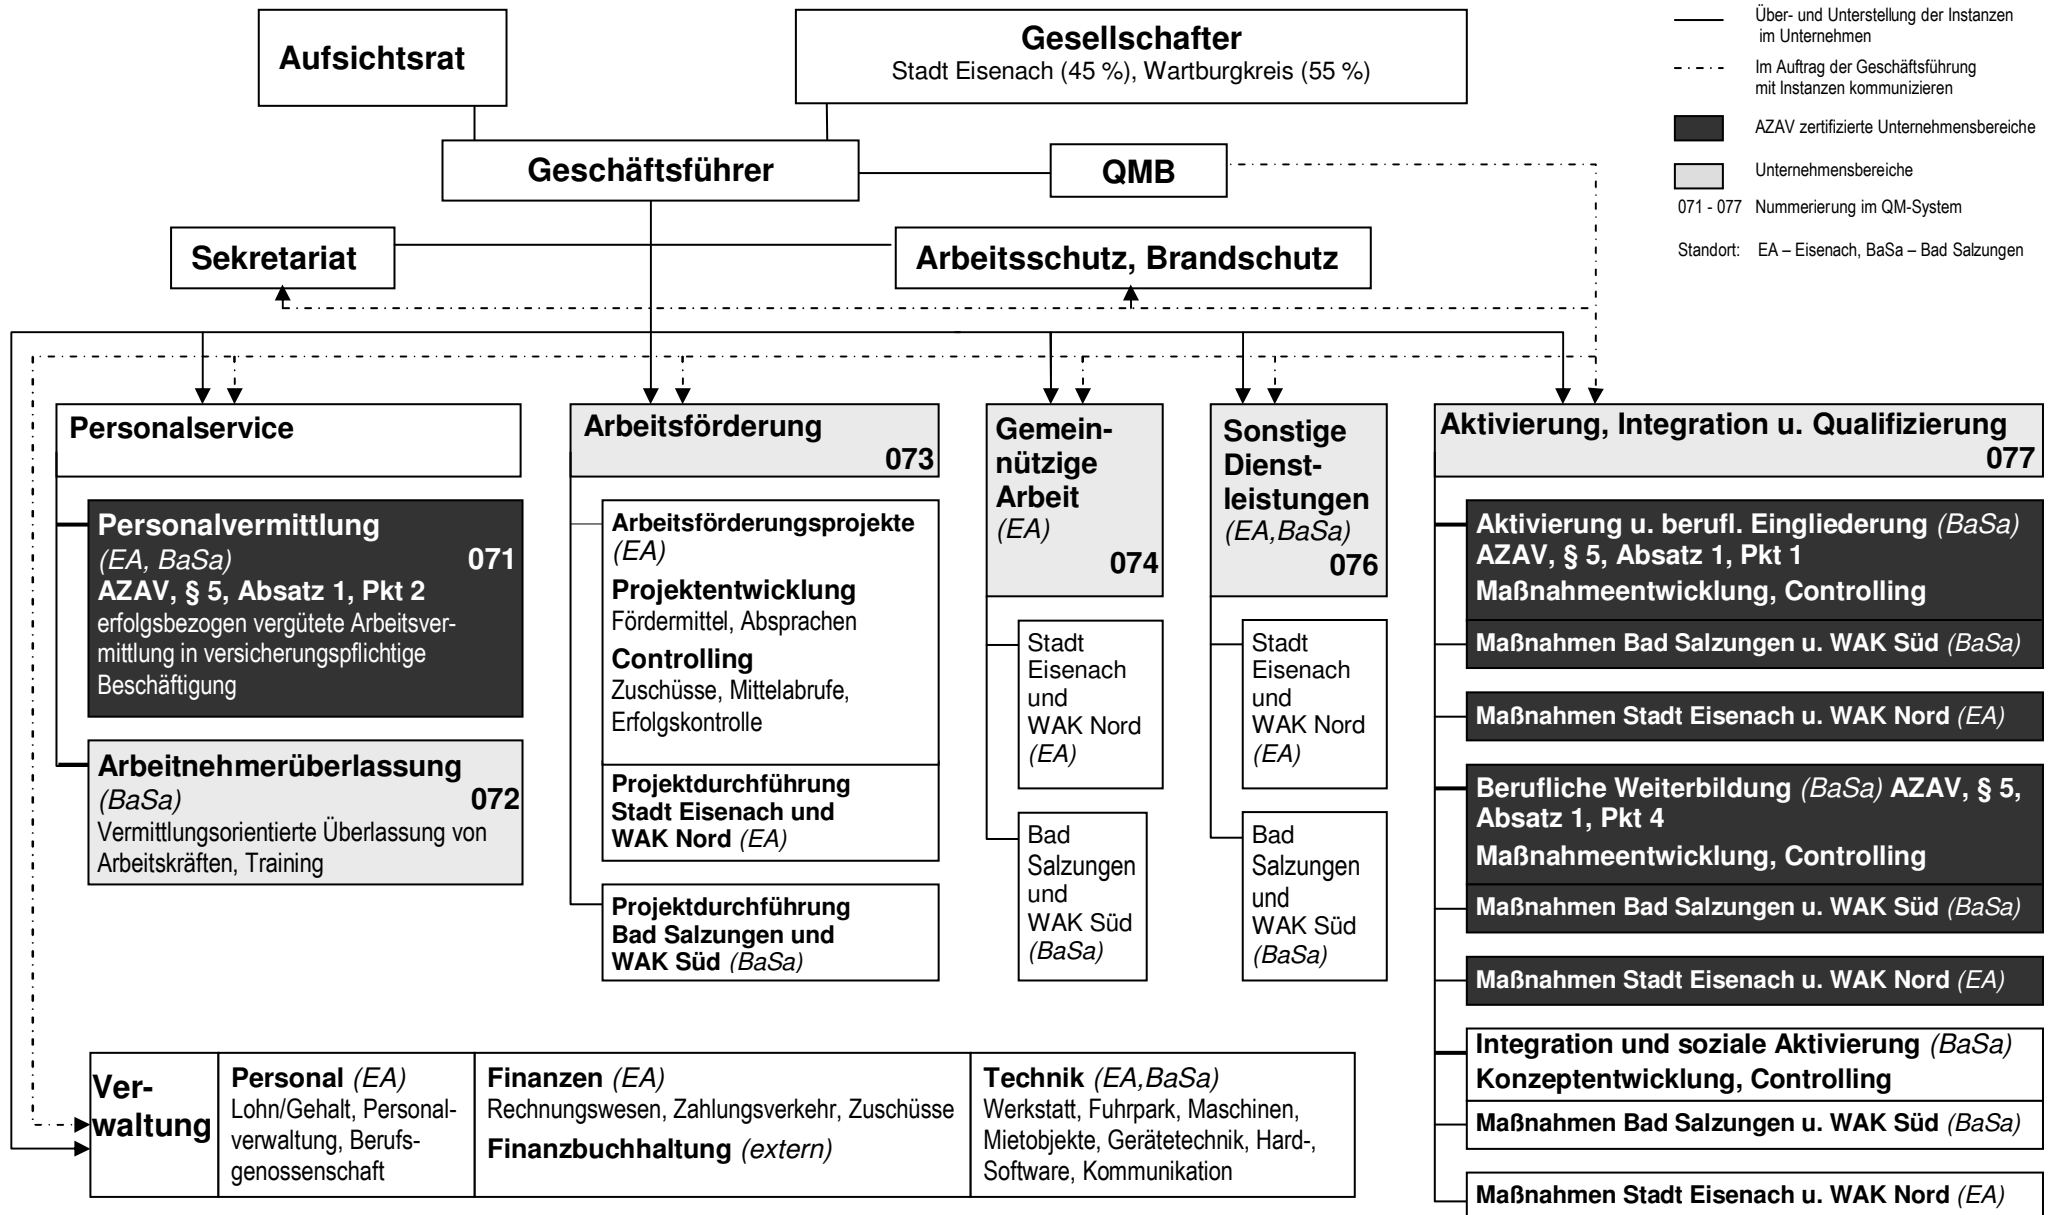 Aufsichtsrat
Gesellschafter
Stadt Eisenach (45 %), Wartburgkreis (55 %)
Über- und Unterstellung der Instanzen
im Unternehmen
Im Auftrag der Geschäftsführung
mit Instanzen kommunizieren
AZAV zertifizierte Unternehmensbereiche
Unternehmensbereiche
071 - 077 Nummerierung im QM-System
Standort: EA – Eisenach, BaSa – Bad Salzungen
Geschäftsführer
QMB
Sekretariat
Arbeitsschutz, Brandschutz
Personalservice
Personalvermittlung
(EA, BaSa) 071
AZAV, § 5, Absatz 1, Pkt 2
erfolgsbezogen vergütete Arbeitsver-
mittlung in versicherungspflichtige
Beschäftigung
Arbeitnehmerüberlassung
(BaSa) 072
Vermittlungsorientierte Überlassung von
Arbeitskräften, Training
Arbeitsförderung
073
Arbeitsförderungsprojekte
(EA)
Projektentwicklung
Fördermittel, Absprachen
Controlling
Zuschüsse, Mittelabrufe,
Erfolgskontrolle
Projektdurchführung
Stadt Eisenach und
WAK Nord (EA)
Projektdurchführung
Bad Salzungen und
WAK Süd (BaSa)
Gemein-
nützige
Arbeit
(EA)
074
Stadt
Eisenach
und
WAK Nord
(EA)
Bad
Salzungen
und
WAK Süd
(BaSa)
Sonstige
Dienst-
leistungen
(EA,BaSa)
076
Stadt
Eisenach
und
WAK Nord
(EA)
Bad
Salzungen
und
WAK Süd
(BaSa)
Aktivierung, Integration u. Qualifizierung
077
Aktivierung u. berufl. Eingliederung (BaSa)
AZAV, § 5, Absatz 1, Pkt 1
Maßnahmeentwicklung, Controlling
Maßnahmen Bad Salzungen u. WAK Süd (BaSa)
Maßnahmen Stadt Eisenach u. WAK Nord (EA)
Berufliche Weiterbildung (BaSa) AZAV, § 5,
Absatz 1, Pkt 4
Maßnahmeentwicklung, Controlling
Maßnahmen Bad Salzungen u. WAK Süd (BaSa)
Maßnahmen Stadt Eisenach u. WAK Nord (EA)
Integration und soziale Aktivierung (BaSa)
Konzeptentwicklung, Controlling
Maßnahmen Bad Salzungen u. WAK Süd (BaSa)
Maßnahmen Stadt Eisenach u. WAK Nord (EA)
Ver-
waltung
Personal (EA)
Lohn/Gehalt, Personal-
verwaltung, Berufs-
genossenschaft
Finanzen (EA)
Rechnungswesen, Zahlungsverkehr, Zuschüsse
Finanzbuchhaltung (extern)
Technik (EA,BaSa)
Werkstatt, Fuhrpark, Maschinen,
Mietobjekte, Gerätetechnik, Hard-,
Software, Kommunikation